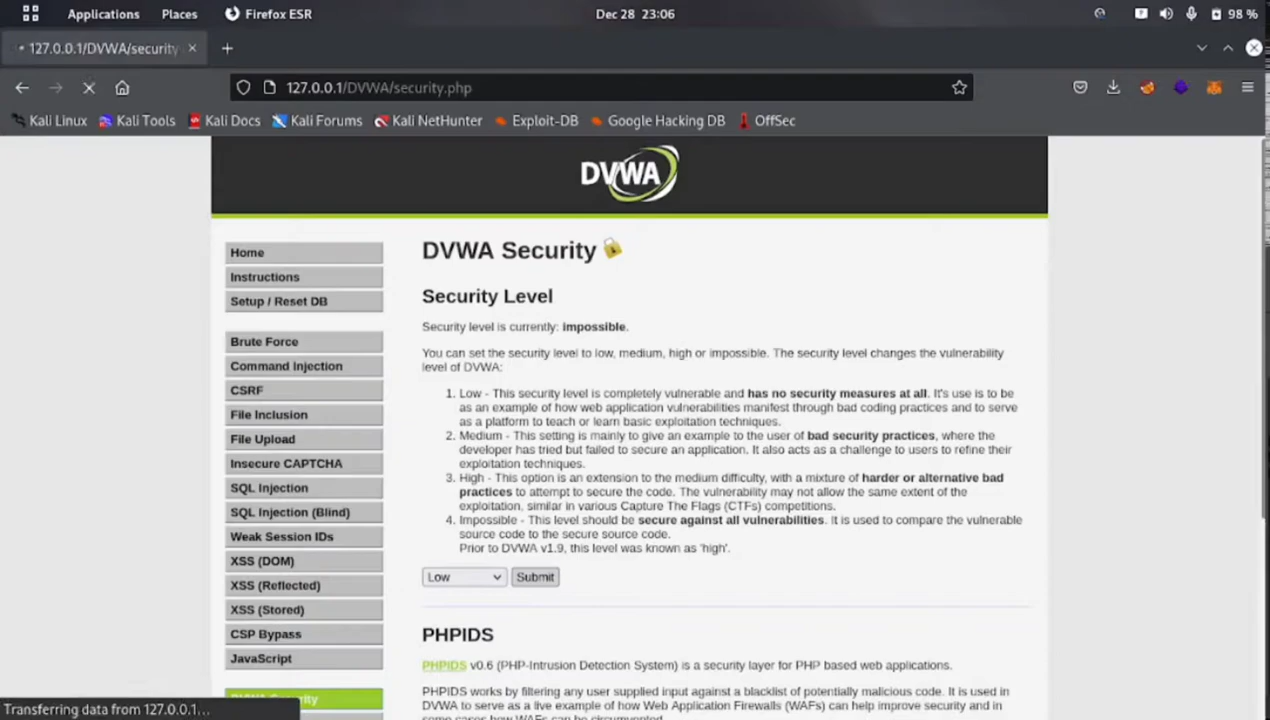 Applications Places Firefox ESR Dec 28 23:06 98 %
127.0.0.1/DVWA/security
127.0.0.1/DVWA/security.php
Kali Linux Kali Tools Kali Docs Kali Forums Kali NetHunter Exploit-DB Google Hacking DB OffSec
DVWA
Home
Instructions
Setup / Reset DB
Brute Force
Command Injection
CSRF
File Inclusion
File Upload
Insecure CAPTCHA
SQL Injection
SQL Injection (Blind)
Weak Session IDs
XSS (DOM)
XSS (Reflected)
XSS (Stored)
CSP Bypass
JavaScript
DVWA Security
Security Level
Security level is currently: impossible.
You can set the security level to low, medium, high or impossible. The security level changes the vulnerability
level of DVWA:
1. Low - This security level is completely vulnerable and has no security measures at all. It's use is to be
as an example of how web application vulnerabilities manifest through bad coding practices and to serve
as a platform to teach or learn basic exploitation techniques.
2. Medium - This setting is mainly to give an example to the user of bad security practices, where the
developer has tried but failed to secure an application. It also acts as a challenge to users to refine their
exploitation techniques.
3. High - This option is an extension to the medium difficulty, with a mixture of harder or alternative bad
practices to attempt to secure the code. The vulnerability may not allow the same extent of the
exploitation, similar in various Capture The Flags (CTFs) competitions.
4. Impossible - This level should be secure against all vulnerabilities. It is used to compare the vulnerable
source code to the secure source code.
Prior to DVWA v1.9, this level was known as 'high'.
Low Submit
PHPIDS
PHPIDS v0.6 (PHP-Intrusion Detection System) is a security layer for PHP based web applications.
PHPIDS works by filtering any user supplied input against a blacklist of potentially malicious code. It is used in
DVWA to serve as a live example of how Web Application Firewalls (WAFs) can help improve security and in
some cases how WAFs can be circumvented.
Transferring data from 127.0.0.1...